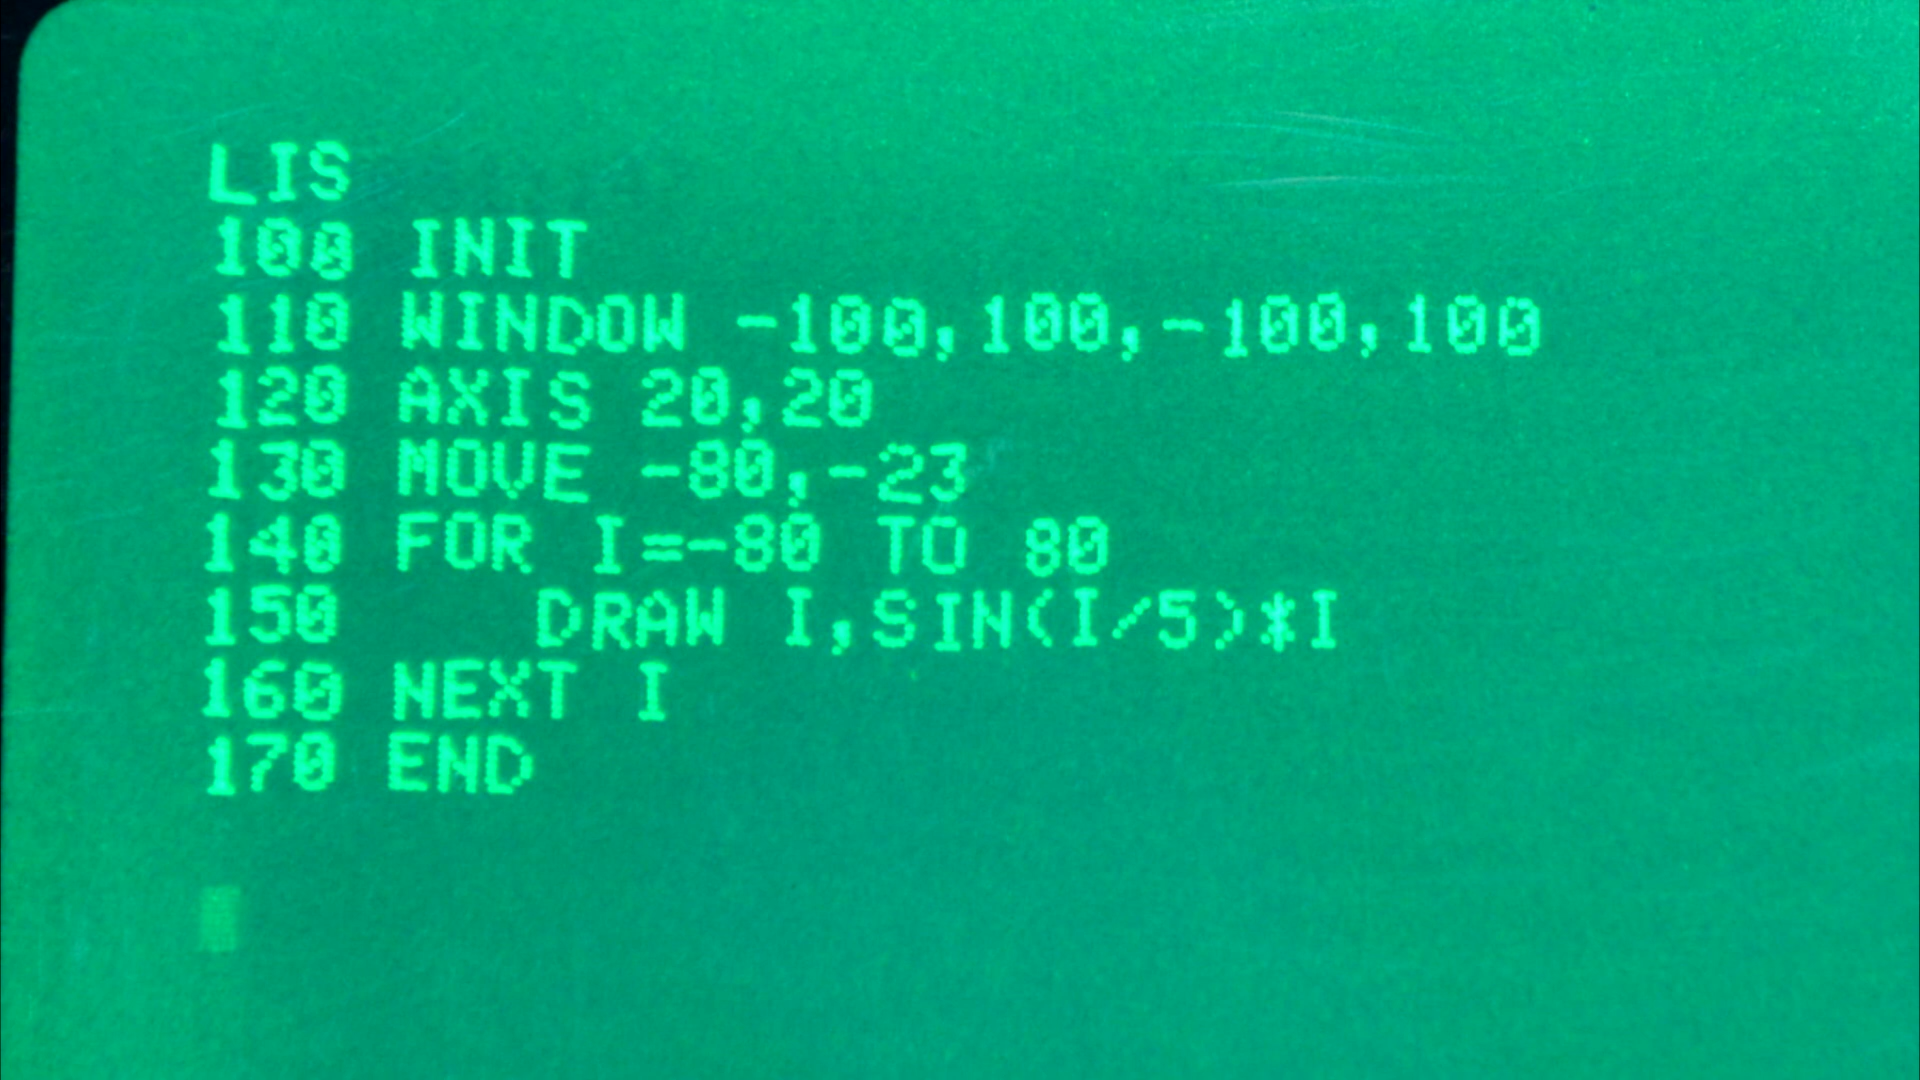 LIS
100 INIT
110 WINDOW -100,100,-100,100
120 AXIS 20,20
130 MOVE -80,-23
140 FOR I=-80 TO 80
150    DRAW I,SIN(I/5)*I
160 NEXT I
170 END